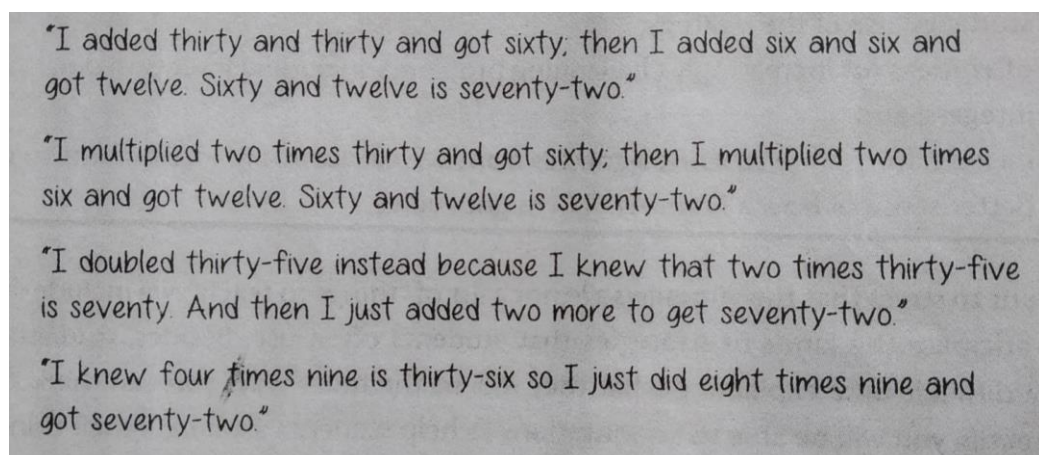 "I added thirty and thirty and got sixty; then I added six and six and
got twelve. Sixty and twelve is seventy-two."
"I multiplied two times thirty and got sixty; then I multiplied two times
six and got twelve. Sixty and twelve is seventy-two."
"I doubled thirty-five instead because I knew that two times thirty-five
is seventy. And then I just added two more to get seventy-two."
"I knew four times nine is thirty-six so I just did eight times nine and
got seventy-two."